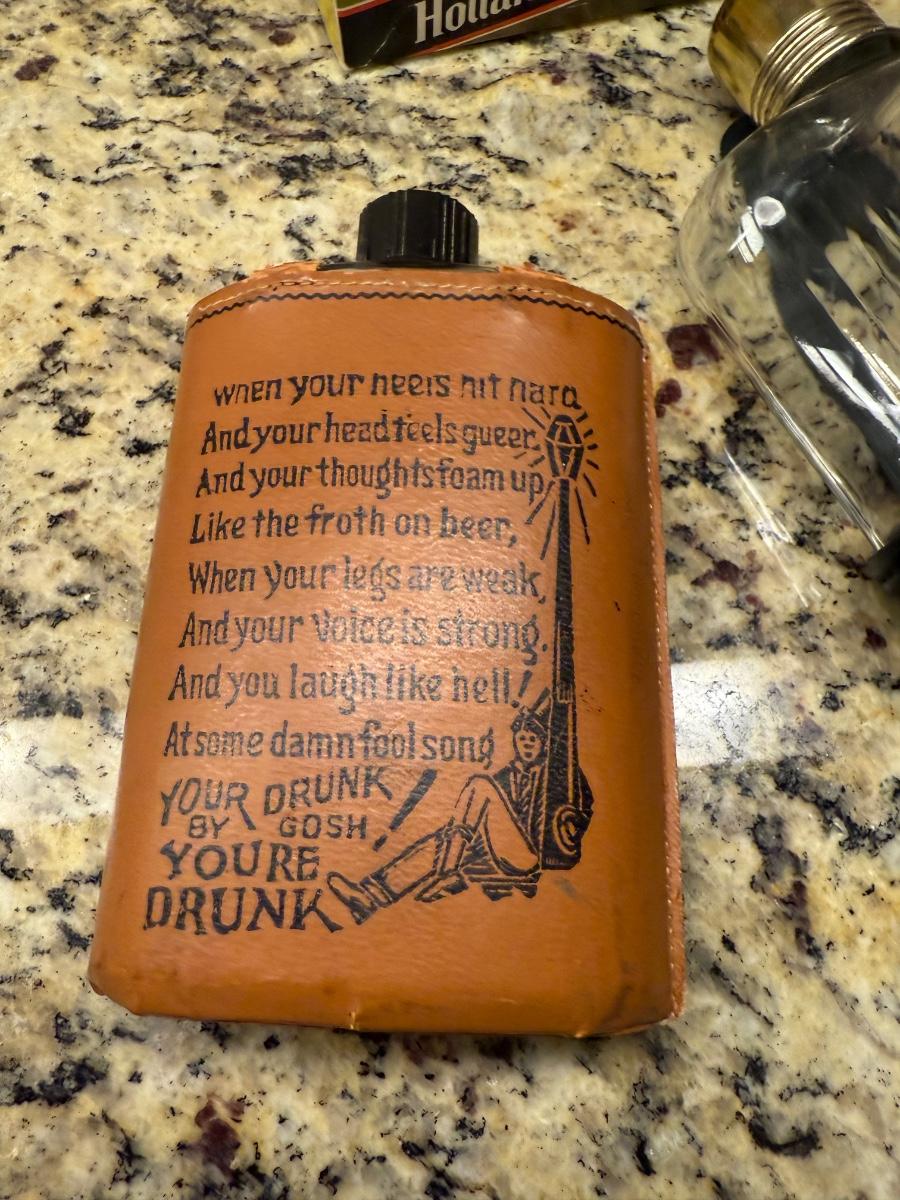 Holland
When your heels hit hard
And your head feels queer,
And your thoughts foam up
Like the froth on beer,
When your legs are weak,
And your voice is strong.
And you laugh like hell!
At some damn fool song
YOUR DRUNK
BY GOSH!
YOU'RE
DRUNK